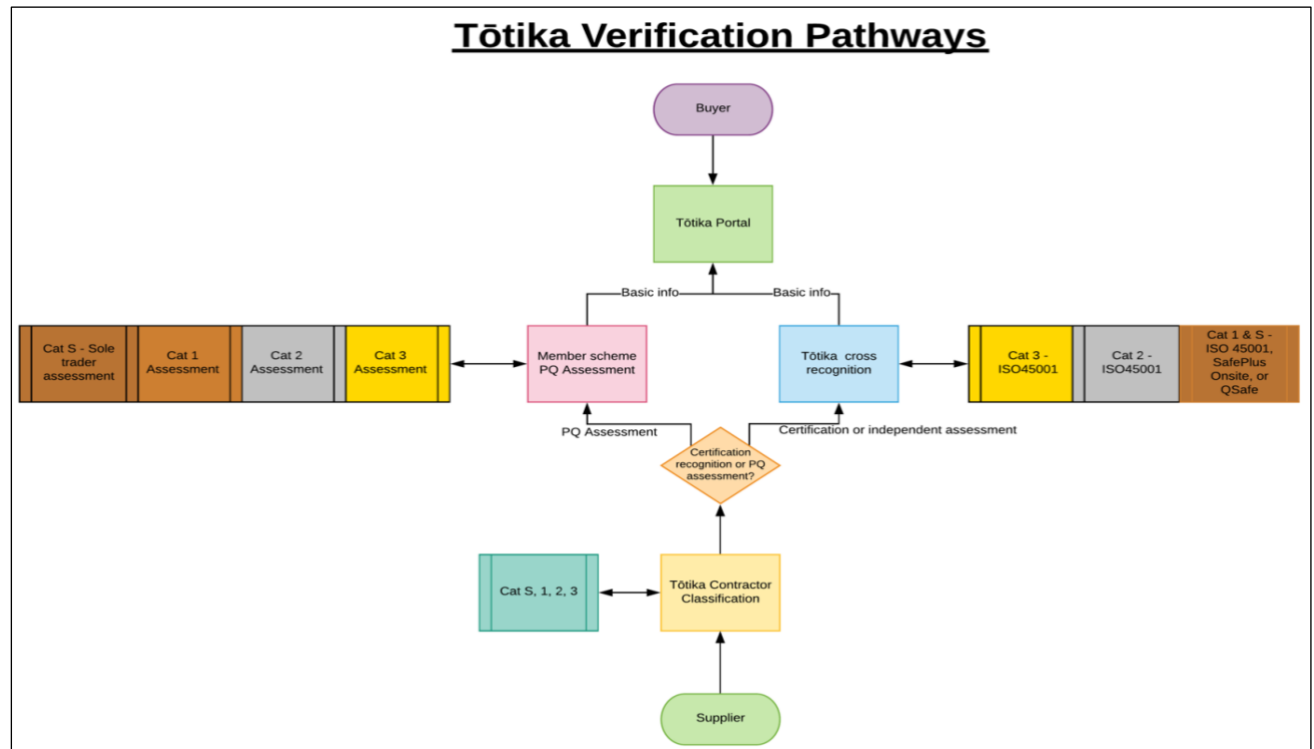 Tōtika Verification Pathways
Buyer
Tōtika Portal
Basic info
Basic info
Cat S - Sole
trader
assessment
Cat 1
Assessment
Cat 2
Assessment
Cat 3
Assessment
Member scheme
PQ Assessment
Tōtika cross
recognition
Cat 3 -
ISO45001
Cat 2 -
ISO45001
Cat 1 & S -
ISO 45001,
SafePlus
Onsite, or
QSafe
PQ Assessment
Certification or independent assessment
Certification
recognition or PQ
assessment?
Cat S, 1, 2, 3
Tōtika Contractor
Classification
Supplier